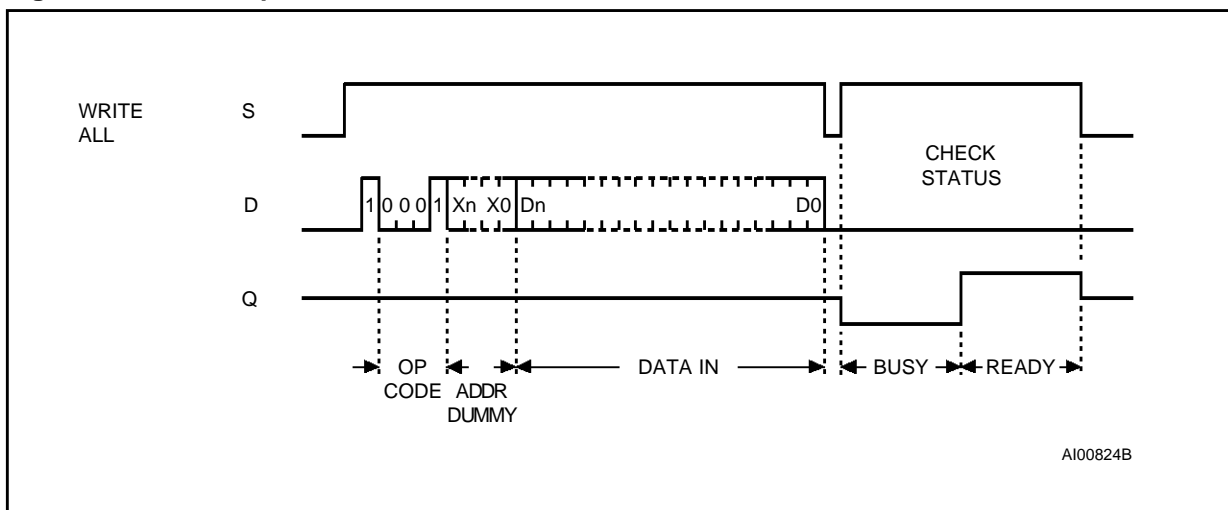 WRITE
ALL
S
CHECK
STATUS
D
1 0 0 0 1 Xn X0 Dn D0
Q
OP
CODE
ADDR
DUMMY
DATA IN
BUSY
READY
AI00824B